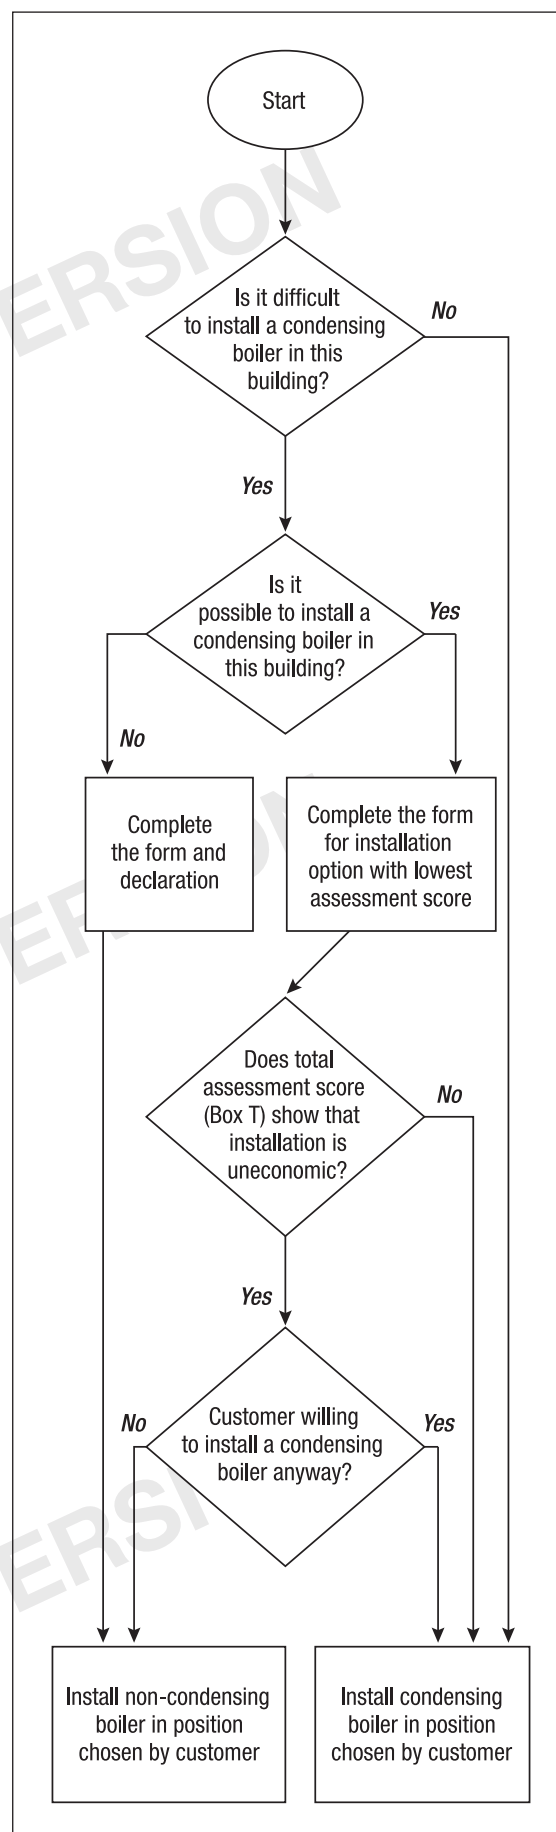 Start
Is it difficult
to install a condensing
boiler in this
building?
No
Yes
Is it
possible to install a
condensing boiler in
this building?
Yes
No
Complete
the form and
declaration
Complete the form
for installation
option with lowest
assessment score
Does total
assessment score
(Box T) show that
installation is
uneconomic?
No
Yes
Customer willing
to install a condensing
boiler anyway?
No
Yes
Install non-condensing
boiler in position
chosen by customer
Install condensing
boiler in position
chosen by customer
ERSION
ERSION
ERSION